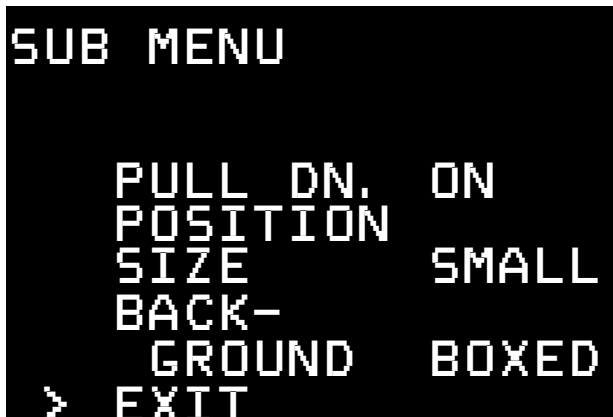 SUB MENU
PULL DN. ON
POSITION
SIZE SMALL
BACK-
GROUND BOXED
> EXIT